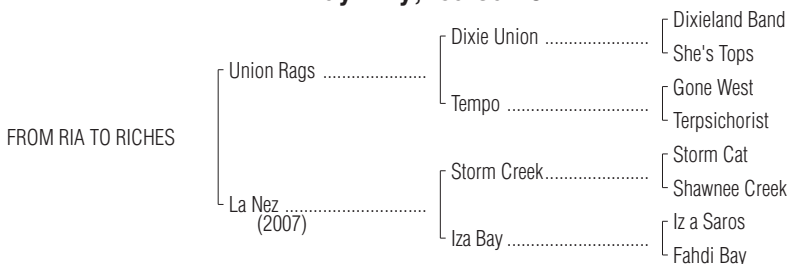 Dixieland Band
Dixie Union ........................
She's Tops
Union Rags ........................
Gone West
Tempo ................................
Terpsichorist
FROM RIA TO RICHES
Storm Cat
Storm Creek........................
Shawnee Creek
La Nez ................................
(2007)
Iz a Saros
Iza Bay ................................
Fahdi Bay